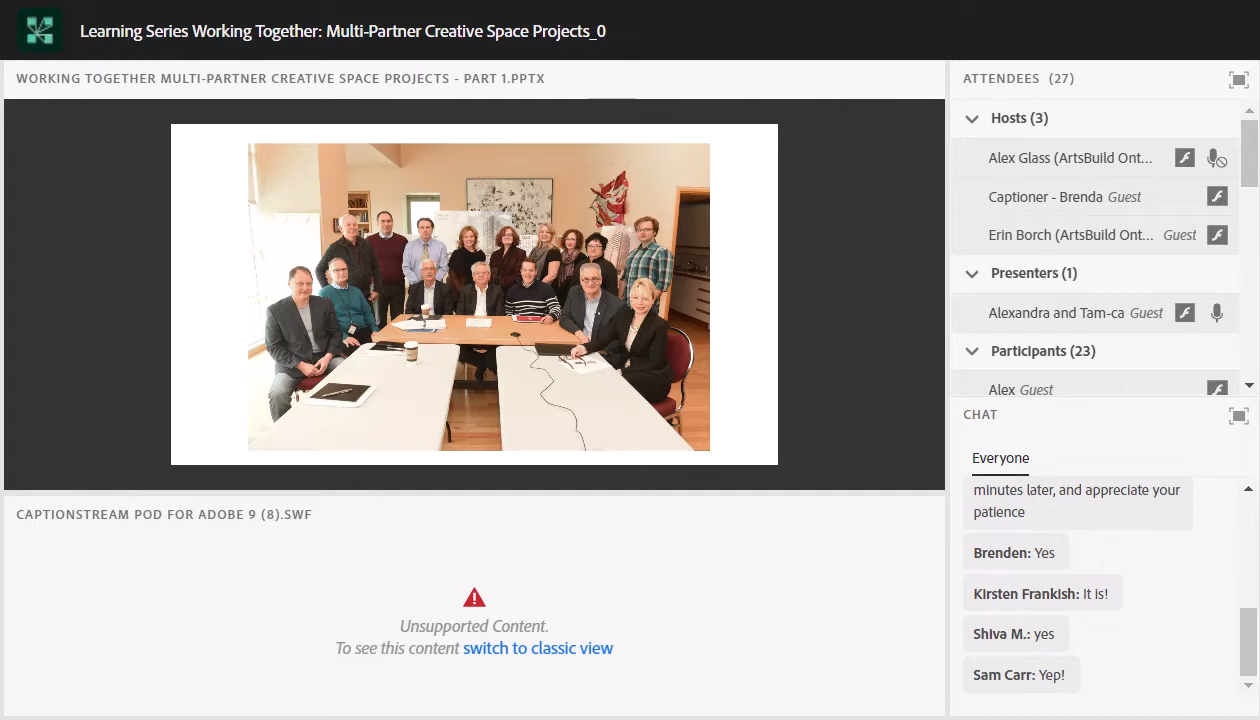 Learning Series Working Together: Multi-Partner Creative Space Projects_0
WORKING TOGETHER MULTI-PARTNER CREATIVE SPACE PROJECTS - PART 1.PPTX
CAPTIONSTREAM POD FOR ADOBE 9 (8).SWF
Unsupported Content.
To see this content switch to classic view
ATTENDEES (27)
Hosts (3)
Alex Glass (ArtsBuild Ont...
Captioner - Brenda Guest
Erin Borch (ArtsBuild Ont... Guest
Presenters (1)
Alexandra and Tam-ca Guest
Participants (23)
Alex Guest
CHAT
Everyone
minutes later, and appreciate your
patience
Brenden: Yes
Kirsten Frankish: It is!
Shiva M.: yes
Sam Carr: Yep!